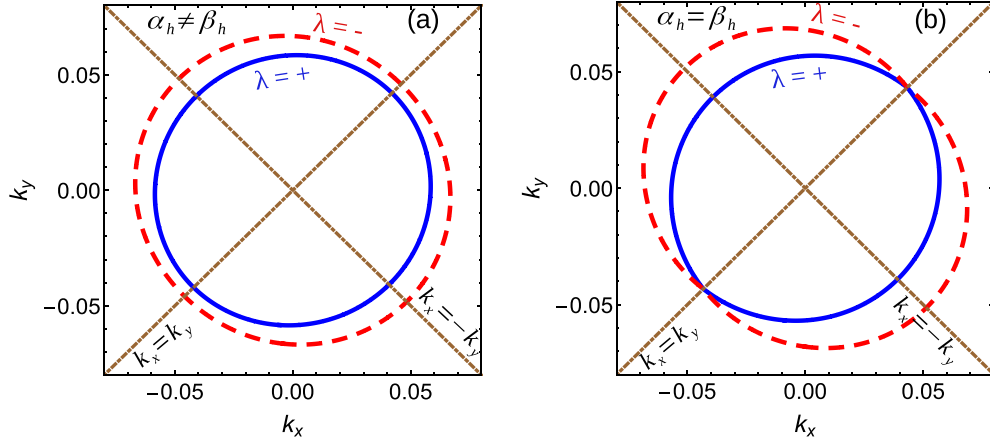 α_h ≠ β_h
(a)
λ = -
λ = +
0.05
0.00
−0.05
k_y
k_x = k_y
k_x = −k_y
−0.05
0.00
0.05
k_x
α_h = β_h
(b)
λ = -
λ = +
0.05
0.00
−0.05
k_y
k_x = k_y
k_x = −k_y
−0.05
0.00
0.05
k_x